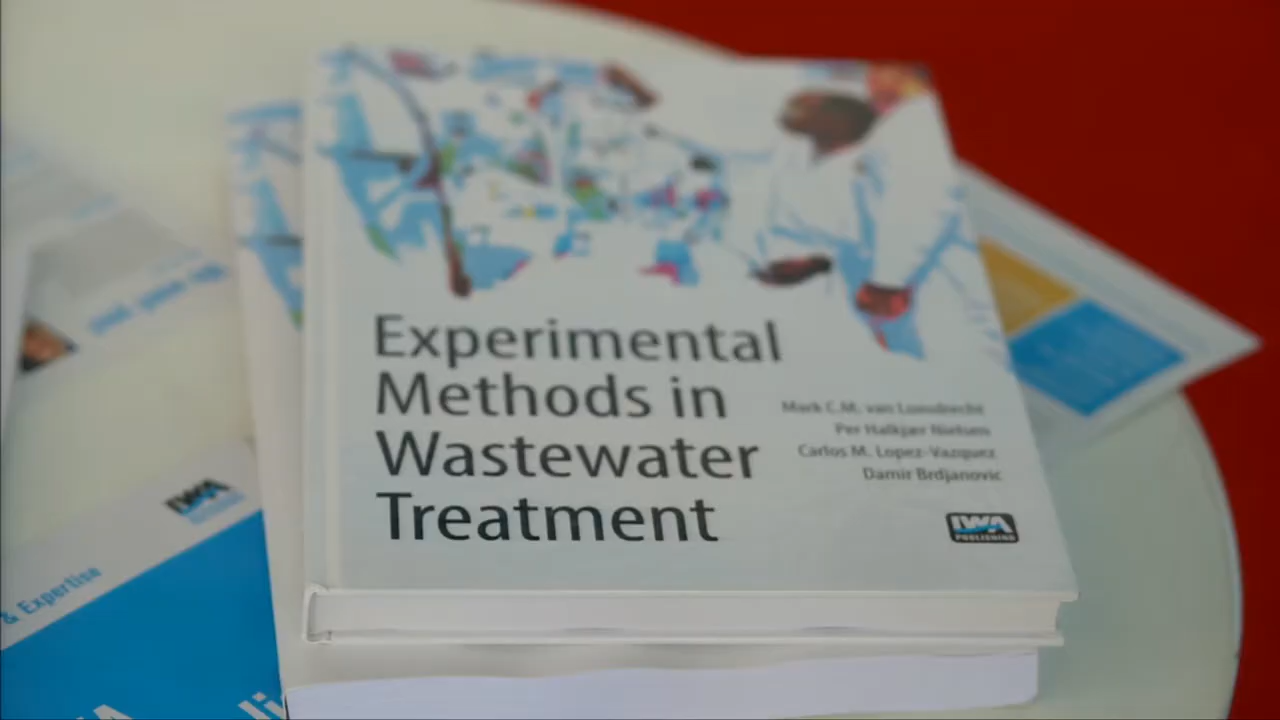 Experimental
Methods in
Wastewater
Treatment
Mark C.M. van Loosdrecht
Per Halkjær Nielsen
Carlos M. Lopez-Vazquez
Damir Brdjanovic
IWA
PUBLISHING
IWA
& Expertise